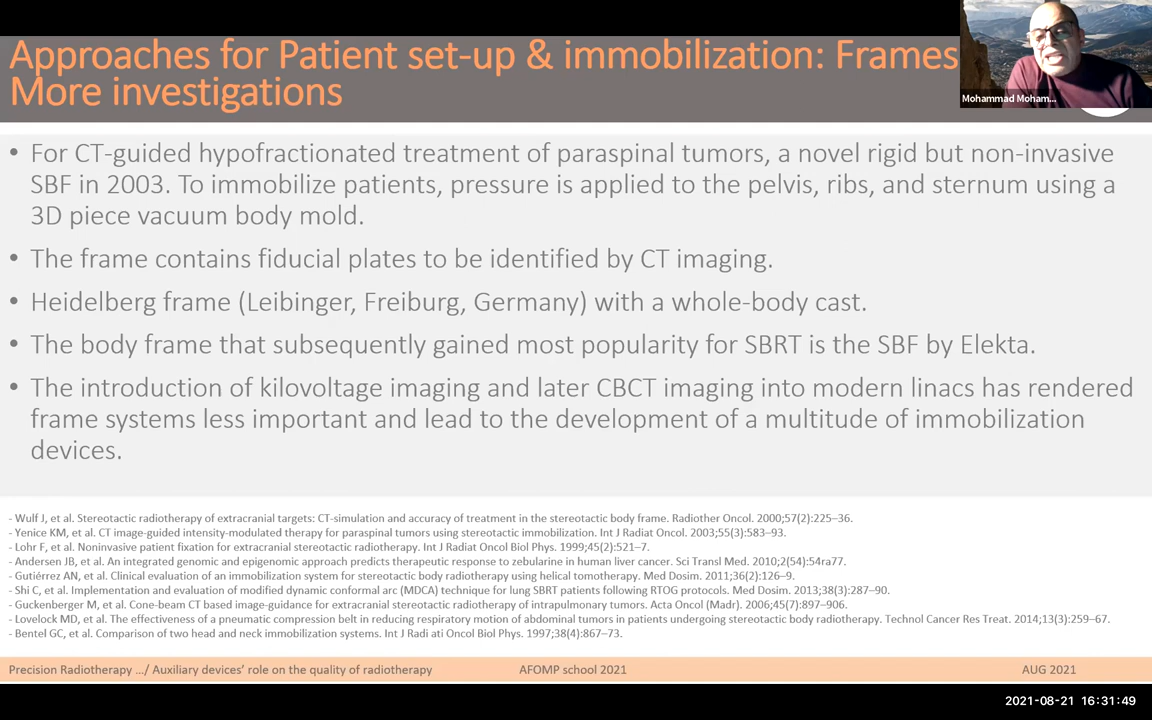 Approaches for Patient set-up & immobilization: Frames
More investigations
Mohammad Moham...
• For CT-guided hypofractionated treatment of paraspinal tumors, a novel rigid but non-invasive
SBF in 2003. To immobilize patients, pressure is applied to the pelvis, ribs, and sternum using a
3D piece vacuum body mold.
• The frame contains fiducial plates to be identified by CT imaging.
• Heidelberg frame (Leibinger, Freiburg, Germany) with a whole-body cast.
• The body frame that subsequently gained most popularity for SBRT is the SBF by Elekta.
• The introduction of kilovoltage imaging and later CBCT imaging into modern linacs has rendered
frame systems less important and lead to the development of a multitude of immobilization
devices.
- Wulf J, et al. Stereotactic radiotherapy of extracranial targets: CT-simulation and accuracy of treatment in the stereotactic body frame. Radiother Oncol. 2000;57(2):225–36.
- Yenice KM, et al. CT image-guided intensity-modulated therapy for paraspinal tumors using stereotactic immobilization. Int J Radiat Oncol. 2003;55(3):583–93.
- Lohr F, et al. Noninvasive patient fixation for extracranial stereotactic radiotherapy. Int J Radiat Oncol Biol Phys. 1999;45(2):521–7.
- Andersen JB, et al. An integrated genomic and epigenomic approach predicts therapeutic response to zebularine in human liver cancer. Sci Transl Med. 2010;2(54):54ra77.
- Gutiérrez AN, et al. Clinical evaluation of an immobilization system for stereotactic body radiotherapy using helical tomotherapy. Med Dosim. 2011;36(2):126–9.
- Shi C, et al. Implementation and evaluation of modified dynamic conformal arc (MDCA) technique for lung SBRT patients following RTOG protocols. Med Dosim. 2013;38(3):287–90.
- Guckenberger M, et al. Cone-beam CT based image-guidance for extracranial stereotactic radiotherapy of intrapulmonary tumors. Acta Oncol (Madr). 2006;45(7):897–906.
- Lovelock MD, et al. The effectiveness of a pneumatic compression belt in reducing respiratory motion of abdominal tumors in patients undergoing stereotactic body radiotherapy. Technol Cancer Res Treat. 2014;13(3):259–67.
- Bentel GC, et al. Comparison of two head and neck immobilization systems. Int J Radi ati Oncol Biol Phys. 1997;38(4):867–73.
Precision Radiotherapy .../ Auxiliary devices' role on the quality of radiotherapy
AFOMP school 2021
AUG 2021
2021-08-21 16:31:49